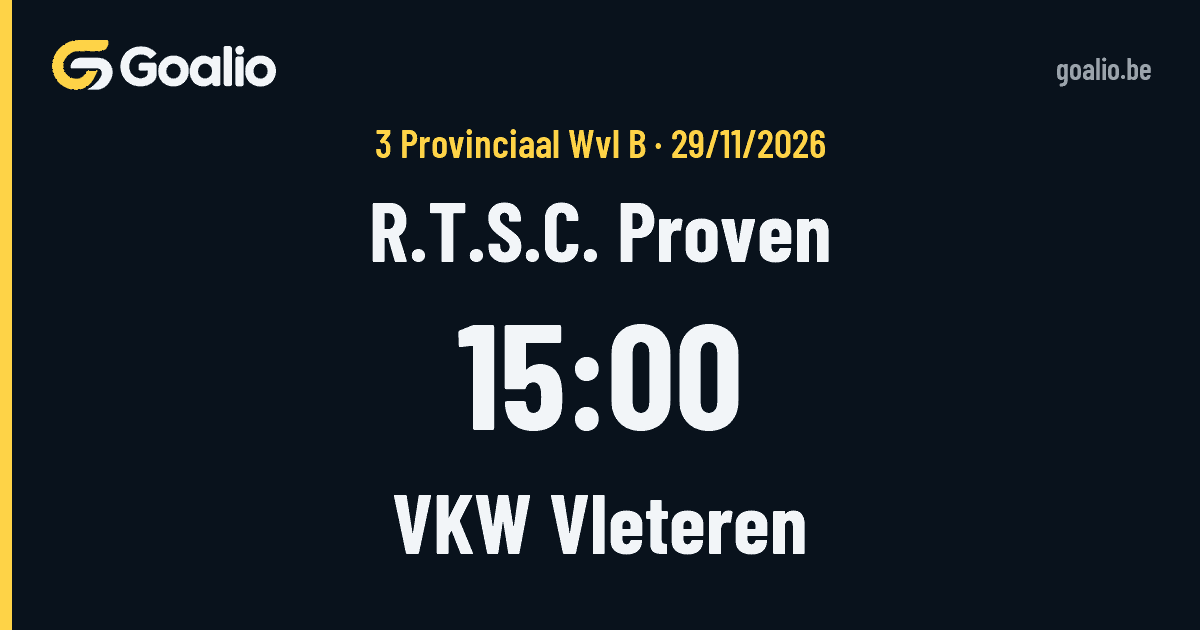 Goalio
goalio.be
3 Provinciaal Wvl B · 29/11/2026
R.T.S.C. Proven
15:00
VKW Vleteren